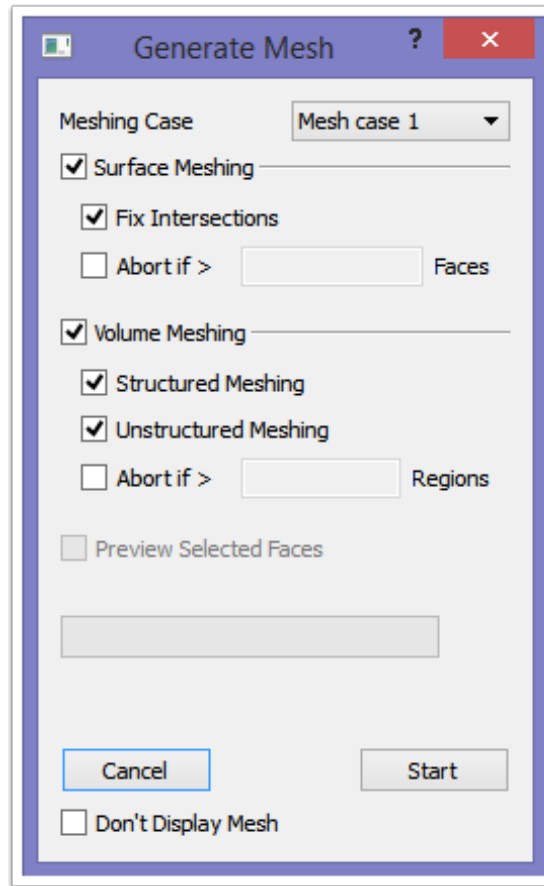 Generate Mesh ?
Meshing Case Mesh case 1
Surface Meshing
Fix Intersections
Abort if > Faces
Volume Meshing
Structured Meshing
Unstructured Meshing
Abort if > Regions
Preview Selected Faces
Cancel Start
Don't Display Mesh